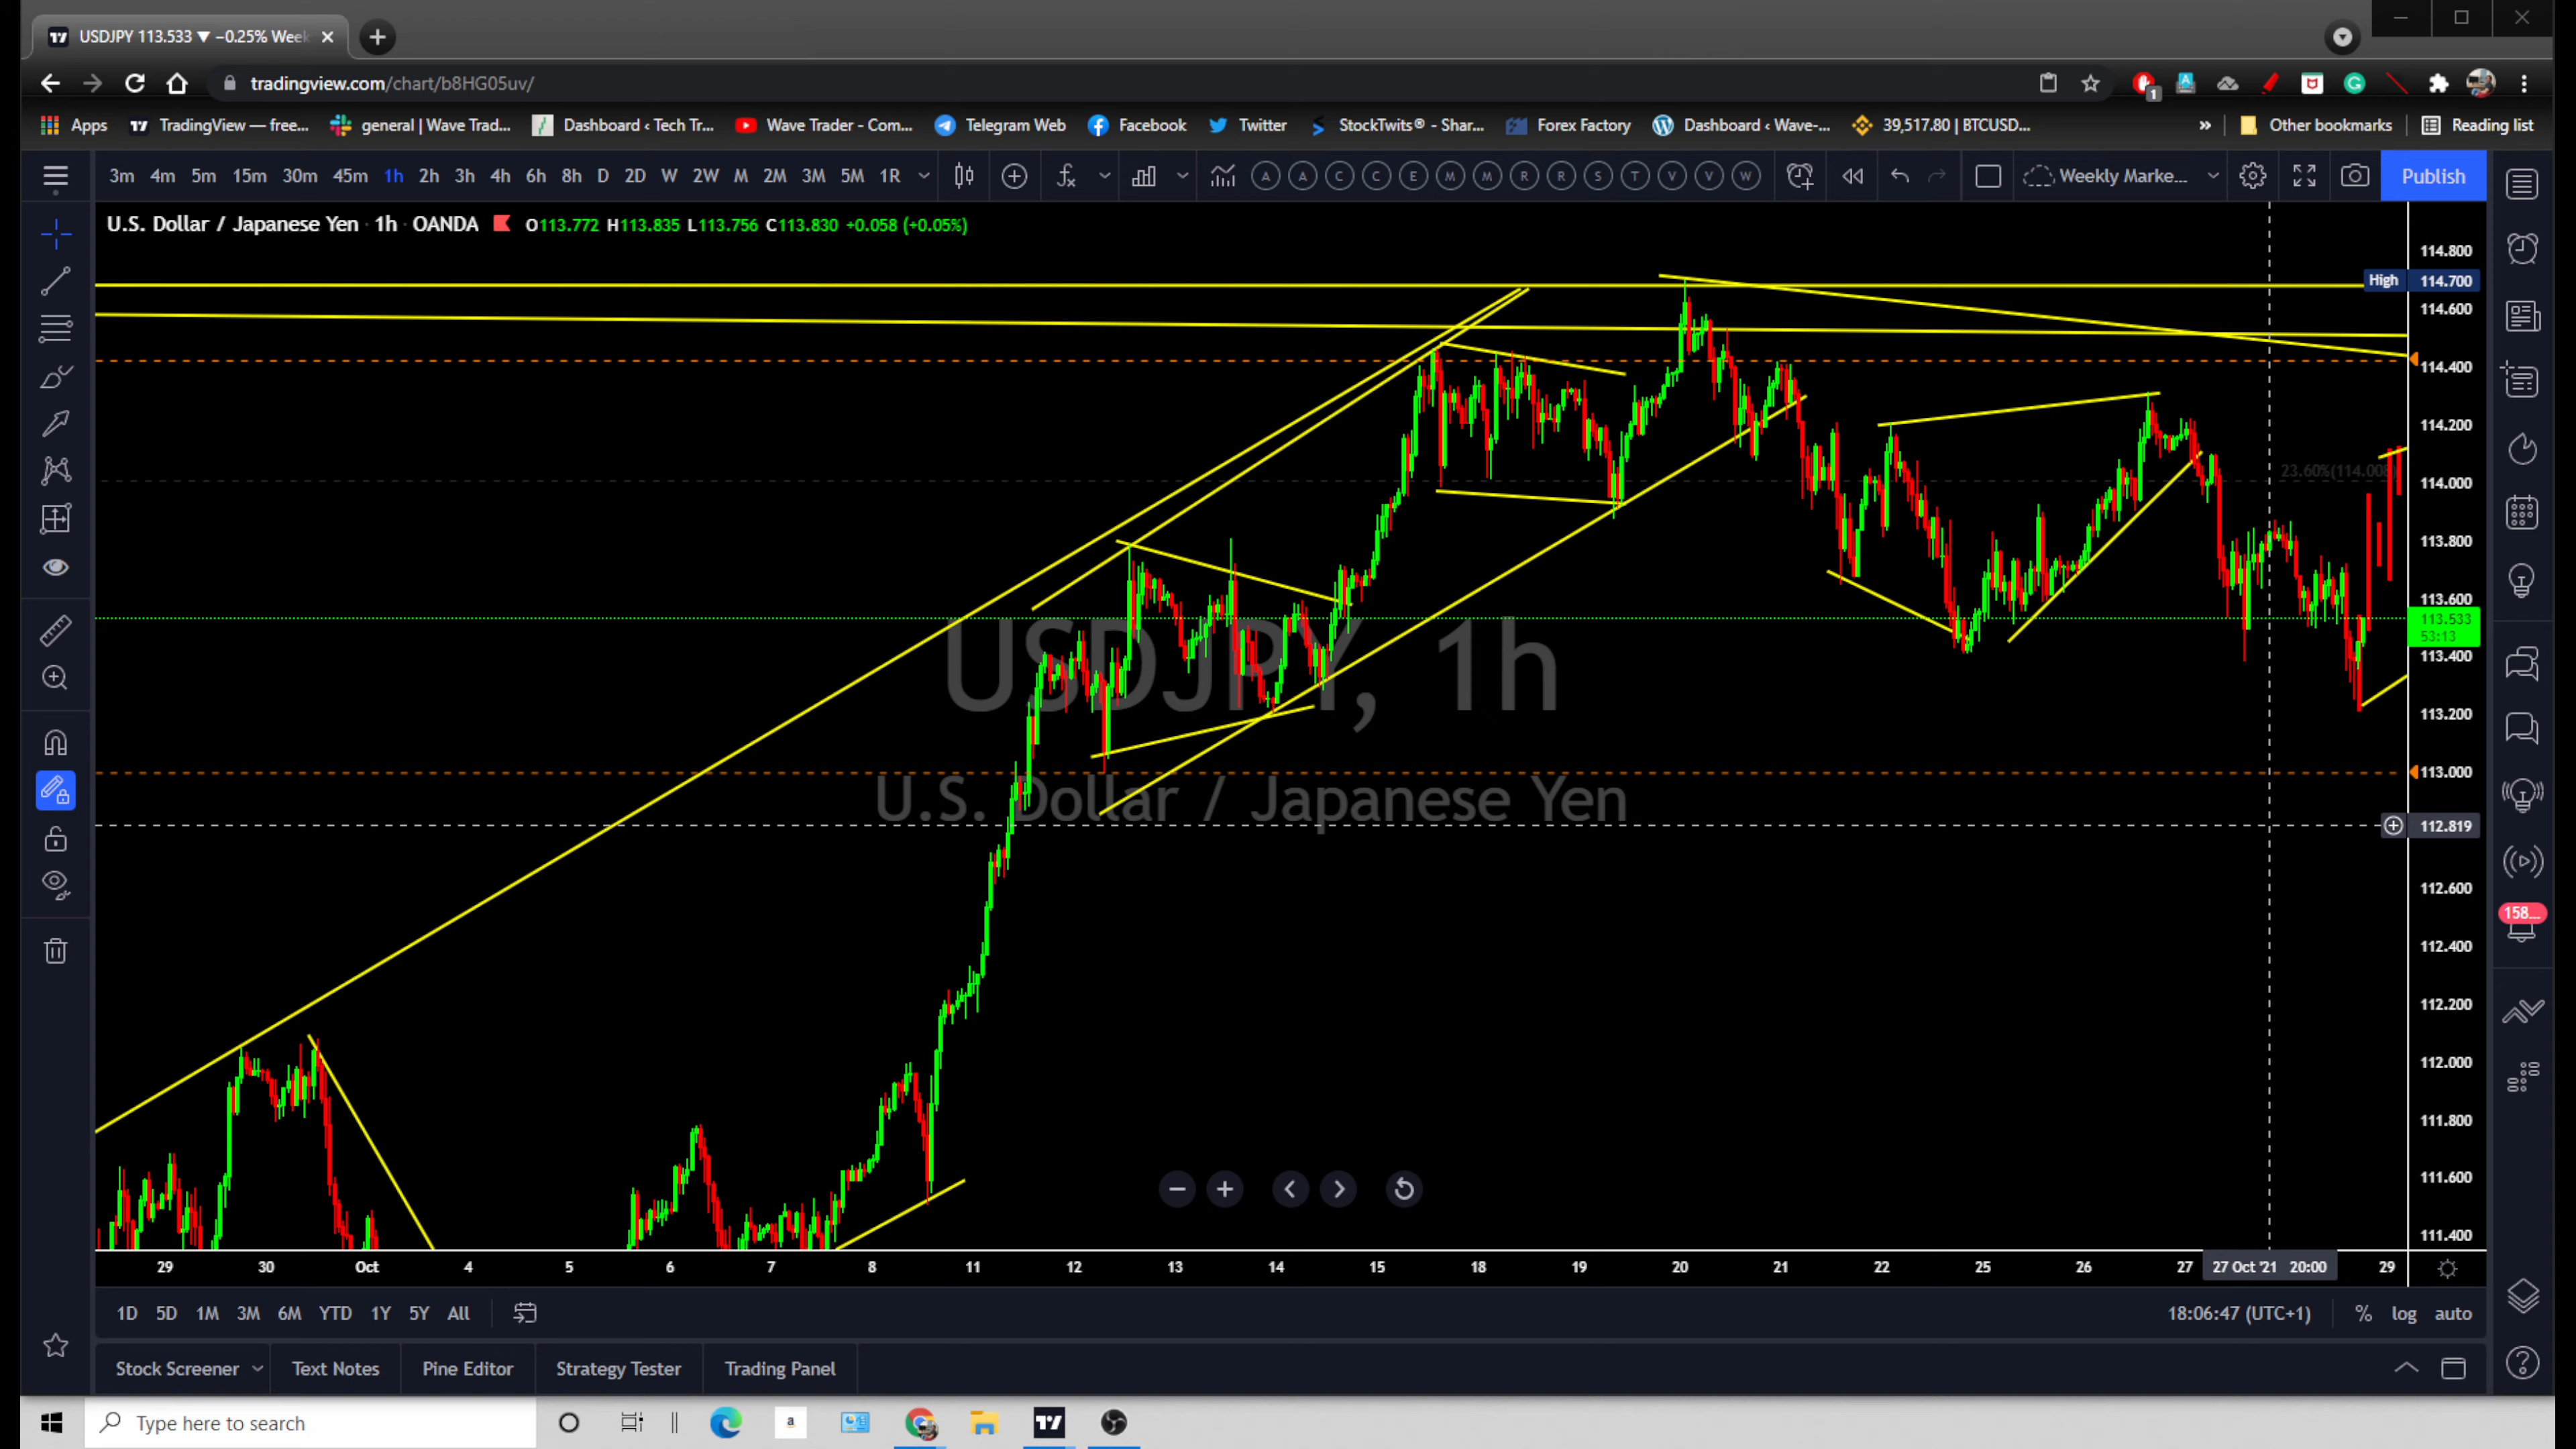 USDJPY 113.533 ▼ −0.25% Week
tradingview.com/chart/b8HG05uv/
1
Apps TradingView — free... general | Wave Trad... Dashboard ‹ Tech Tr... Wave Trader - Com... Telegram Web Facebook Twitter StockTwits® - Shar... Forex Factory Dashboard ‹ Wave-... 39,517.80 | BTCUSD... » Other bookmarks Reading list
3m 4m 5m 15m 30m 45m 1h 2h 3h 4h 6h 8h D 2D W 2W M 2M 3M 5M 1R A A C C E M M R R S T V V W Weekly Marke... Publish
U.S. Dollar / Japanese Yen · 1h · OANDA O113.772 H113.835 L113.756 C113.830 +0.058 (+0.05%)
114.800
High 114.700
114.600
114.400
114.200
23.60%(114.008)
114.000
113.800
113.600
113.533
53:13
113.400
113.200
113.000
112.819
112.600
112.400
112.200
112.000
111.800
111.600
111.400
USDJPY, 1h
U.S. Dollar / Japanese Yen
158...
29 30 Oct 4 5 6 7 8 11 12 13 14 15 18 19 20 21 22 25 26 27 27 Oct '21 20:00 29
1D 5D 1M 3M 6M YTD 1Y 5Y All 18:06:47 (UTC+1) % log auto
Stock Screener Text Notes Pine Editor Strategy Tester Trading Panel
Type here to search